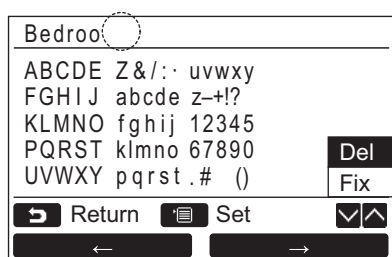 Bedroo
ABCDE Z&/:· uvwxy
FGHIJ abcde z–+!?
KLMNO fghij 12345
PQRST klmno 67890
Del
UVWXY pqrst .# ()
Fix
Return Set
← →